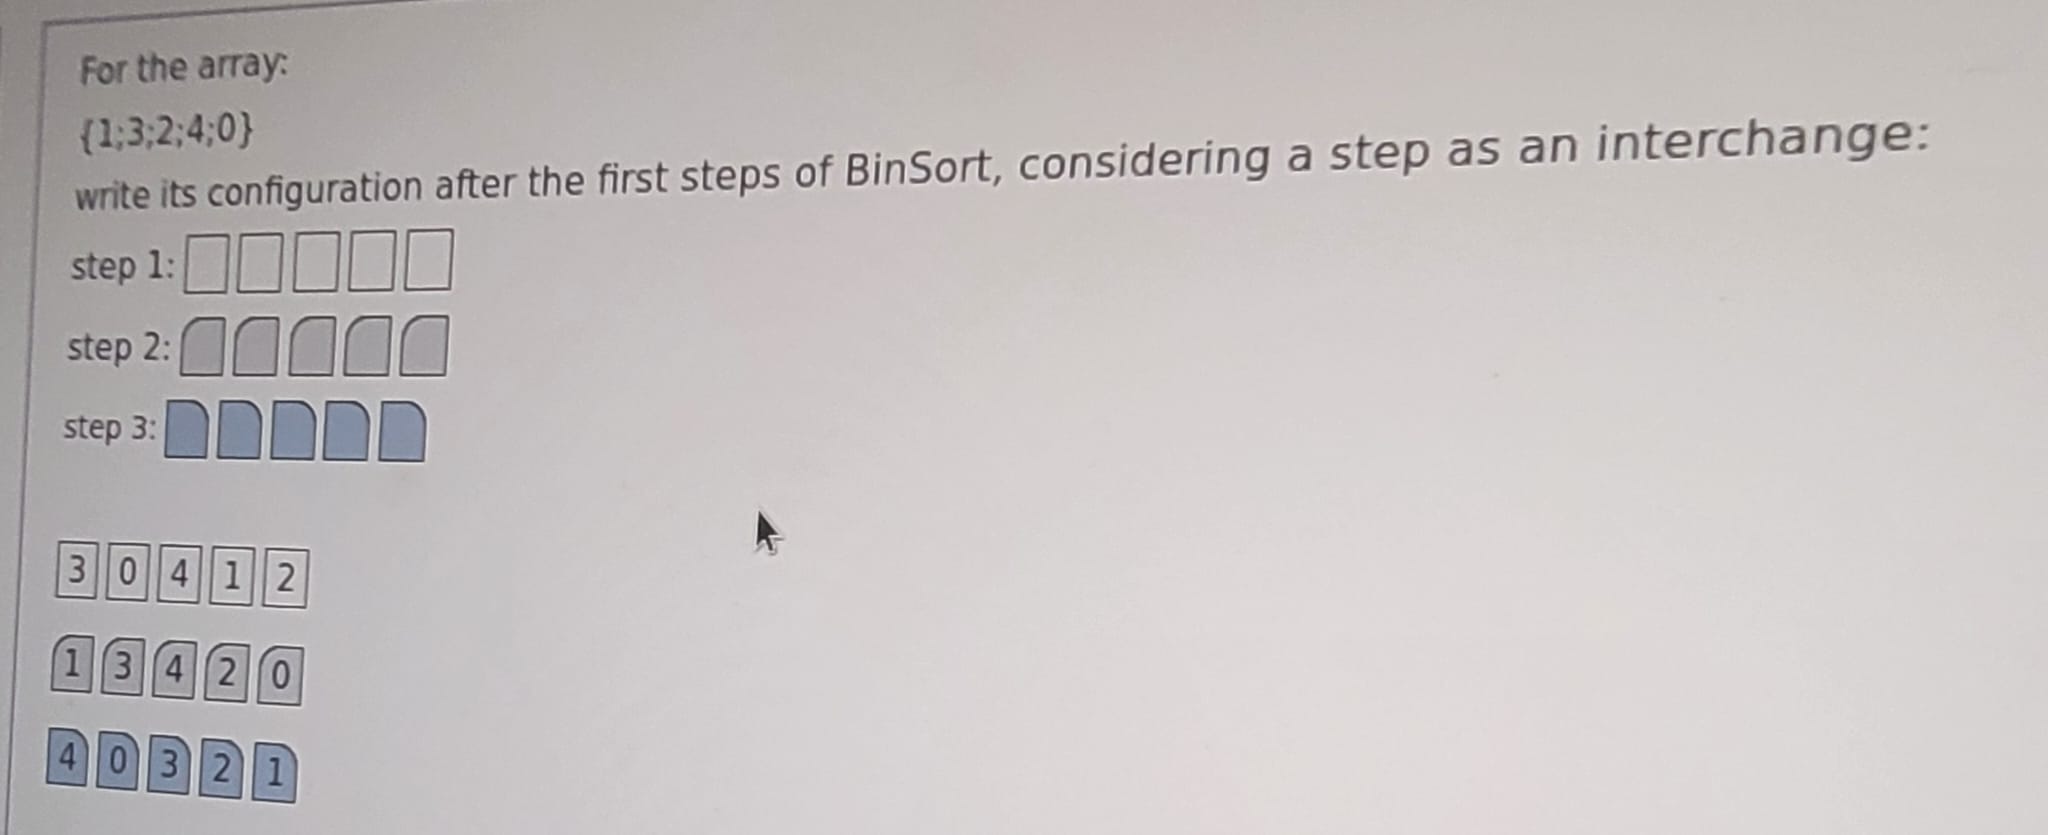 For the array:
{1;3;2;4;0}
write its configuration after the first steps of BinSort, considering a step as an interchange:
step 1:
step 2:
step 3:
3 0 4 1 2
1 3 4 2 0
4 0 3 2 1